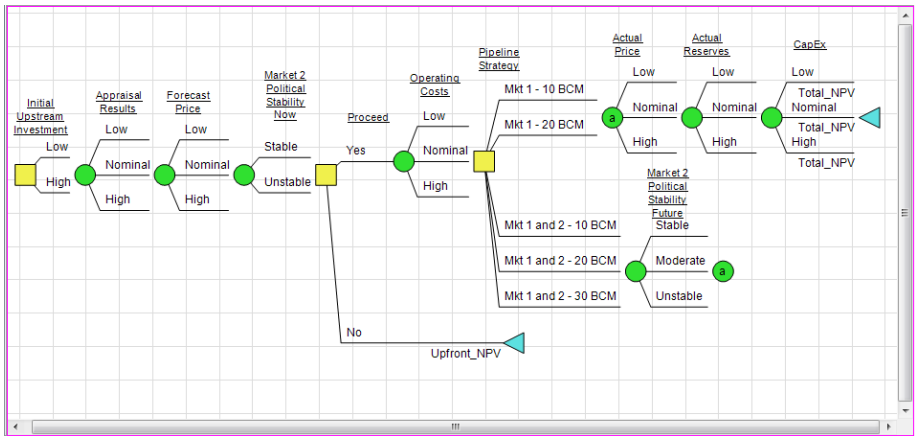 Initial
Upstream
Investment
Low
High
Appraisal
Results
Low
Nominal
High
Forecast
Price
Low
Nominal
High
Market 2
Political
Stability
Now
Stable
Unstable
Proceed
Yes
No
Upfront_NPV
Operating
Costs
Low
Nominal
High
Pipeline
Strategy
Mkt 1 - 10 BCM
Mkt 1 - 20 BCM
Mkt 1 and 2 - 10 BCM
Mkt 1 and 2 - 20 BCM
Mkt 1 and 2 - 30 BCM
Actual
Price
a
Low
Nominal
High
Actual
Reserves
Low
Nominal
High
CapEx
Low
Total_NPV
Nominal
Total_NPV
High
Total_NPV
Market 2
Political
Stability
Future
Stable
Moderate
Unstable
a